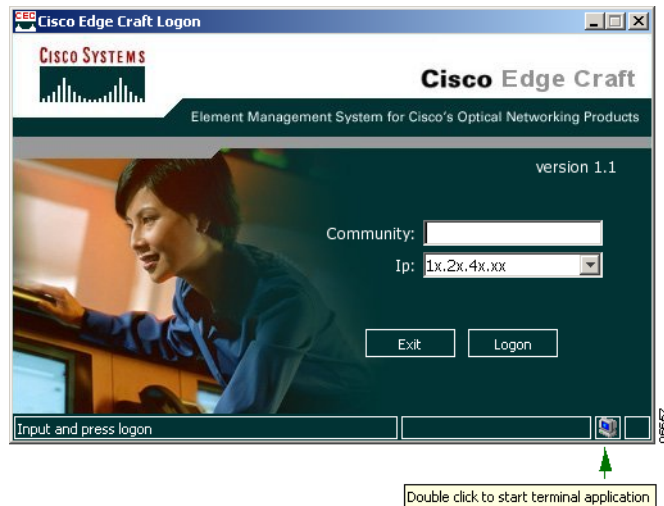 CEC Cisco Edge Craft Logon
CISCO SYSTEMS
Cisco Edge Craft
Element Management System for Cisco's Optical Networking Products
version 1.1
Community:
Ip: 1x.2x.4x.xx
Exit Logon
Input and press logon
Double click to start terminal application